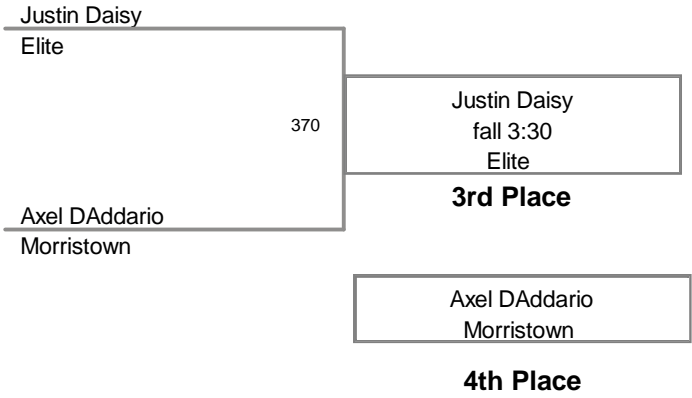 Justin Daisy
Elite
370
Justin Daisy
fall 3:30
Elite
3rd Place
Axel DAddario
Morristown
Axel DAddario
Morristown
4th Place